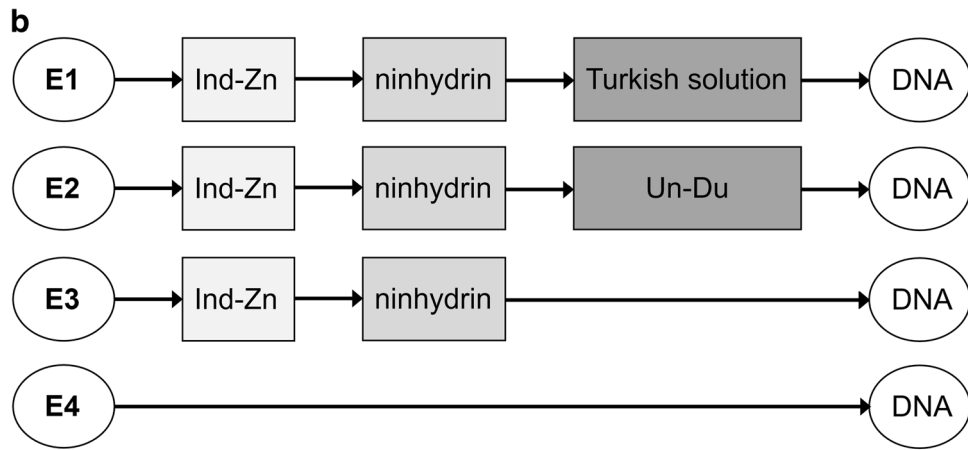 b
E1 Ind-Zn ninhydrin Turkish solution DNA
E2 Ind-Zn ninhydrin Un-Du DNA
E3 Ind-Zn ninhydrin DNA
E4 DNA